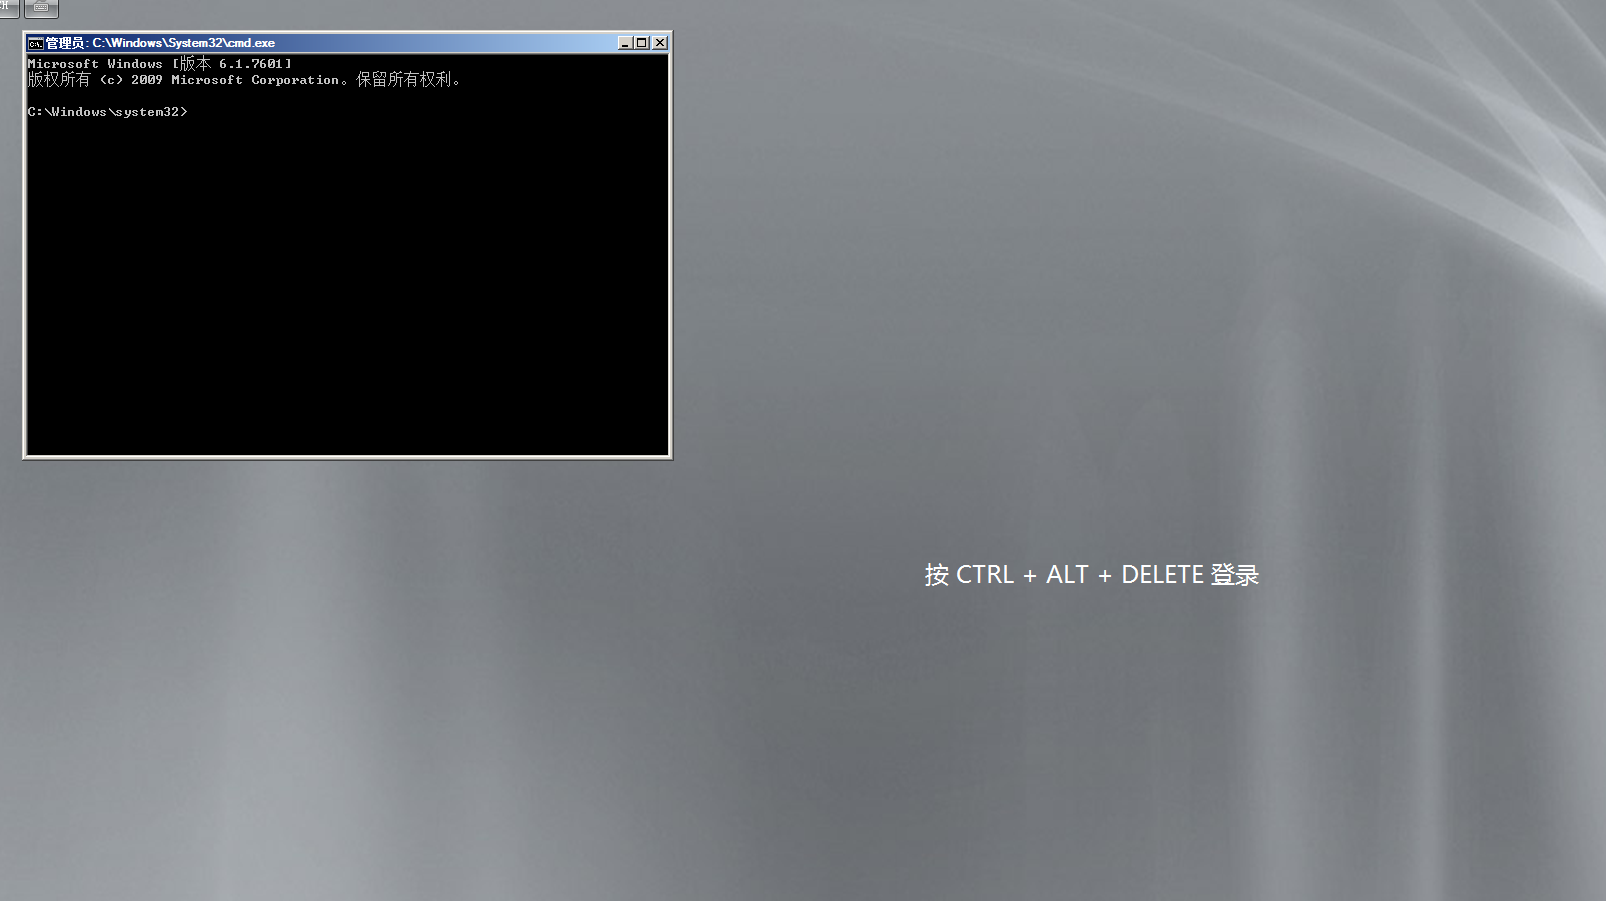 管理员: C:\Windows\System32\cmd.exe
Microsoft Windows [版本 6.1.7601]
版权所有 (c) 2009 Microsoft Corporation。保留所有权利。
C:\Windows\system32>
按 CTRL + ALT + DELETE 登录